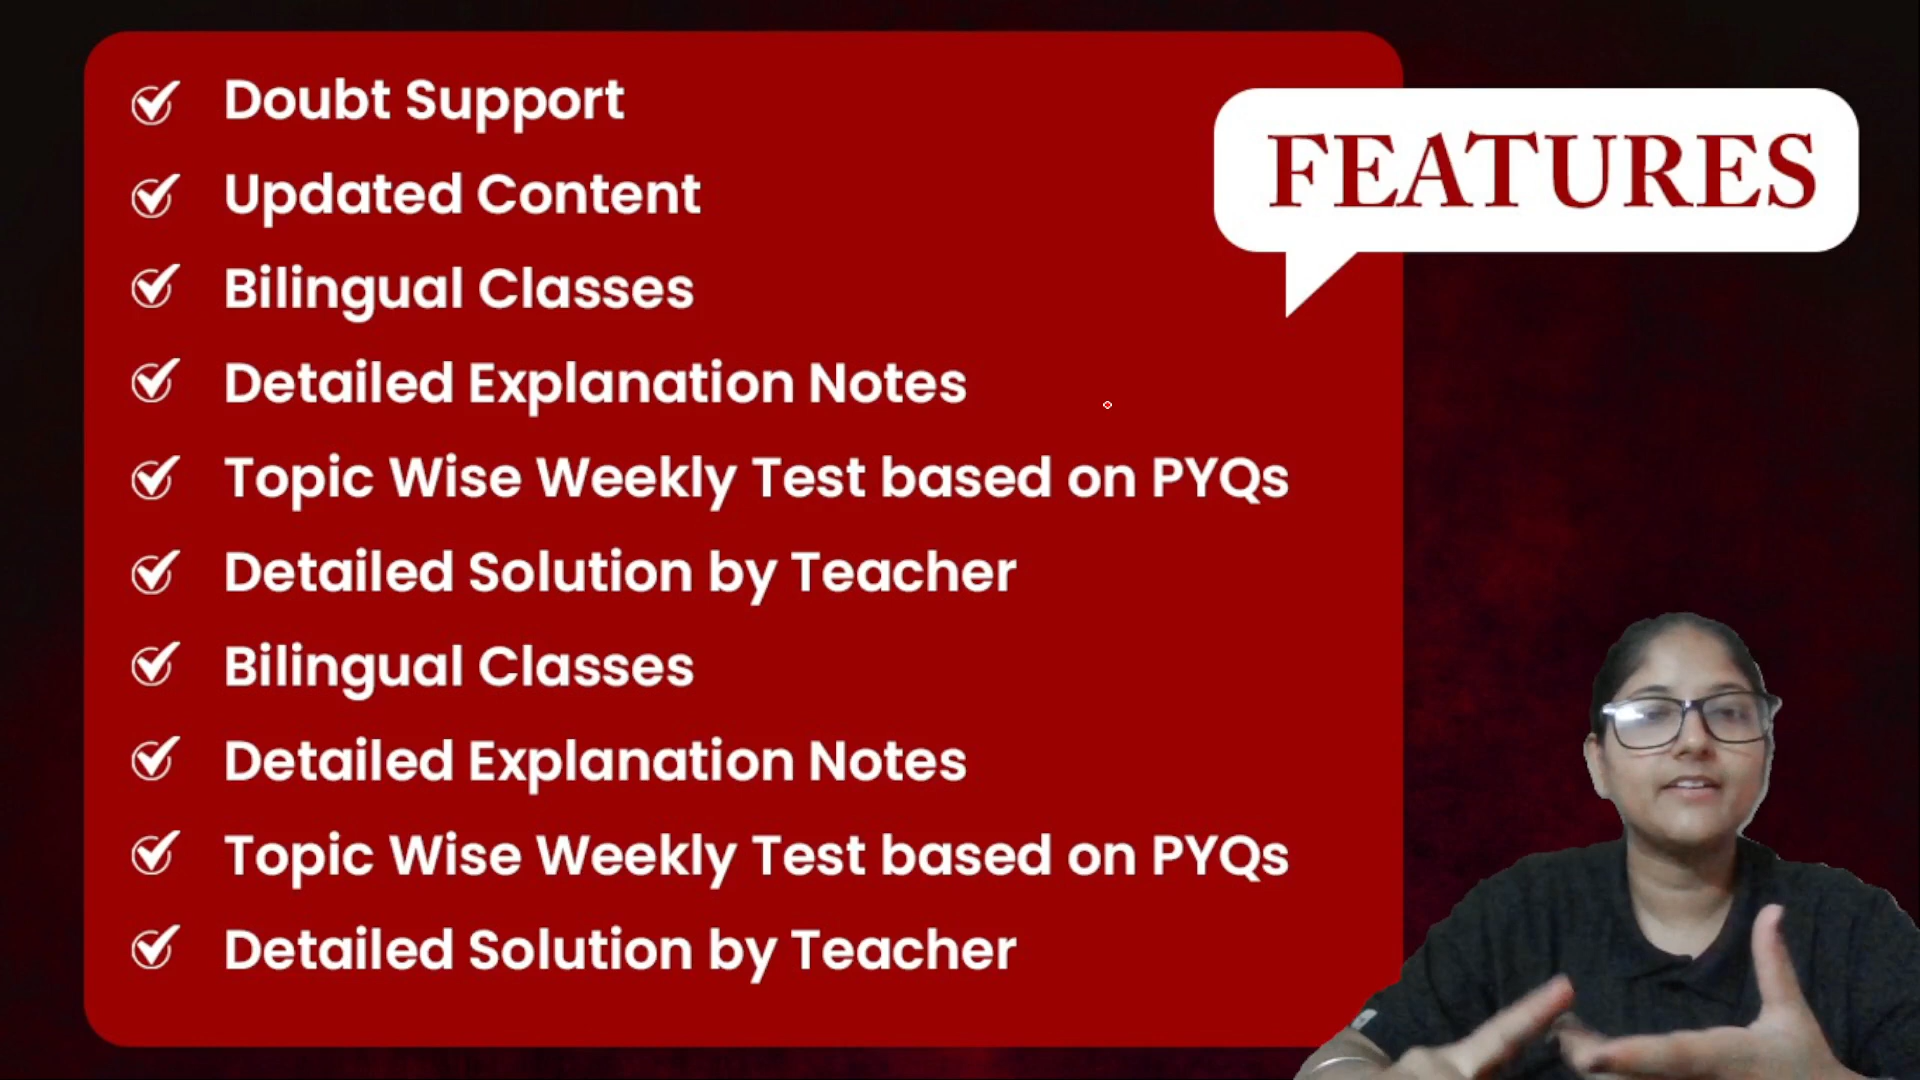 Doubt Support
Updated Content
Bilingual Classes
Detailed Explanation Notes
Topic Wise Weekly Test based on PYQs
Detailed Solution by Teacher
Bilingual Classes
Detailed Explanation Notes
Topic Wise Weekly Test based on PYQs
Detailed Solution by Teacher
FEATURES